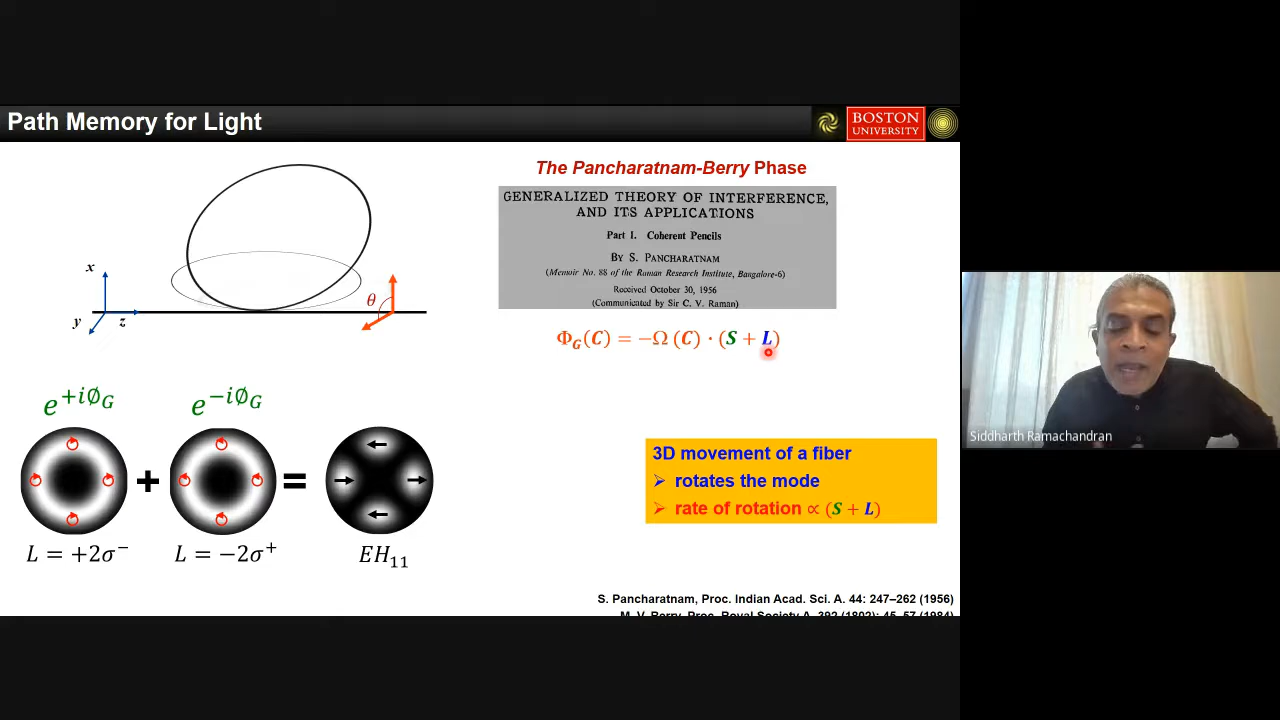 Path Memory for Light
BOSTON
UNIVERSITY
The Pancharatnam-Berry Phase
GENERALIZED THEORY OF INTERFERENCE,
AND ITS APPLICATIONS
Part I. Coherent Pencils
BY S. PANCHARATNAM
(Memoir No. 88 of the Raman Research Institute, Bangalore-6)
Received October 30, 1956
(Communicated by Sir C. V. Raman)
x
y
z
θ
Φ_G(C) = −Ω (C) · (S + L)
e^{+i∅_G}
e^{−i∅_G}
+
=
L = +2σ⁻
L = −2σ⁺
EH₁₁
3D movement of a fiber
➢ rotates the mode
➢ rate of rotation ∝ (S + L)
S. Pancharatnam, Proc. Indian Acad. Sci. A. 44: 247–262 (1956)
M. V. Berry, Proc. Royal Society A. 392 (1802): 45–57 (1984)
Siddharth Ramachandran